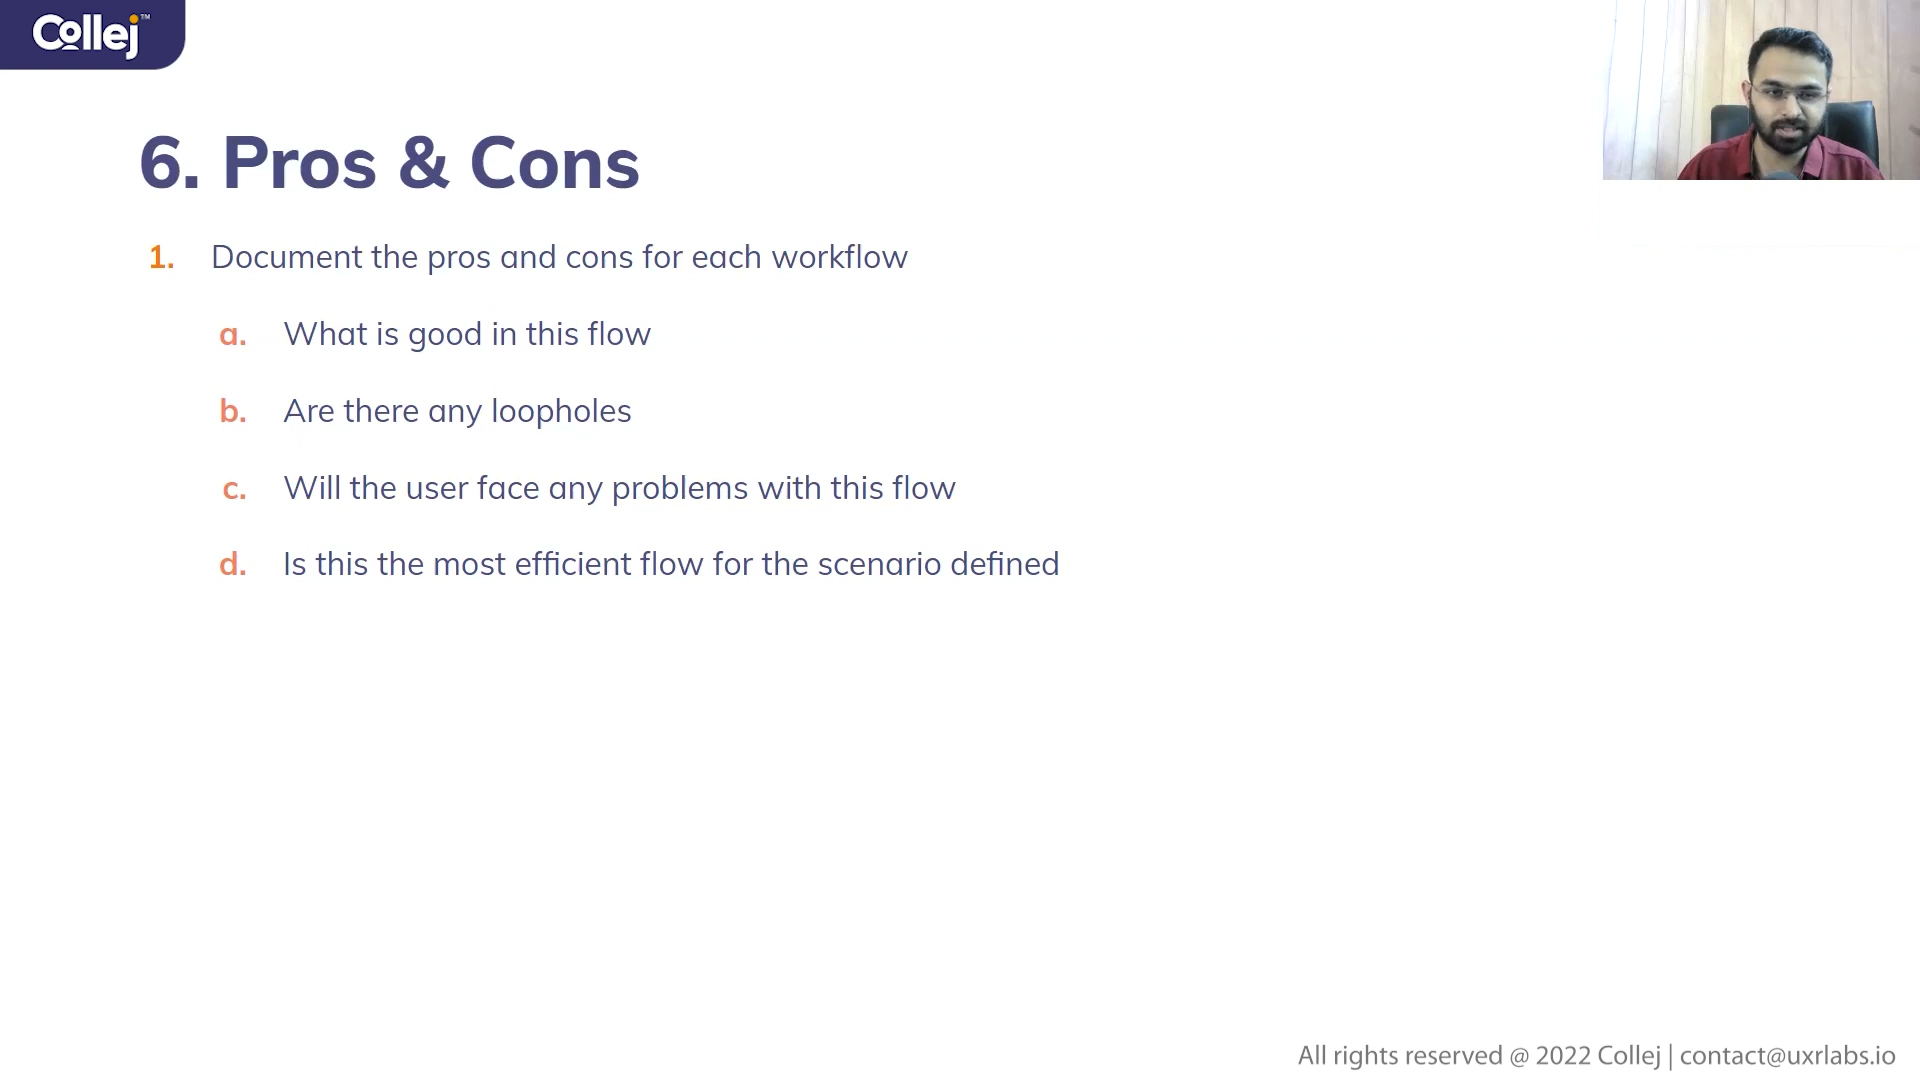 Collej™
6. Pros & Cons
1. Document the pros and cons for each workflow
a. What is good in this flow
b. Are there any loopholes
c. Will the user face any problems with this flow
d. Is this the most efficient flow for the scenario defined
All rights reserved @ 2022 Collej | contact@uxrlabs.io